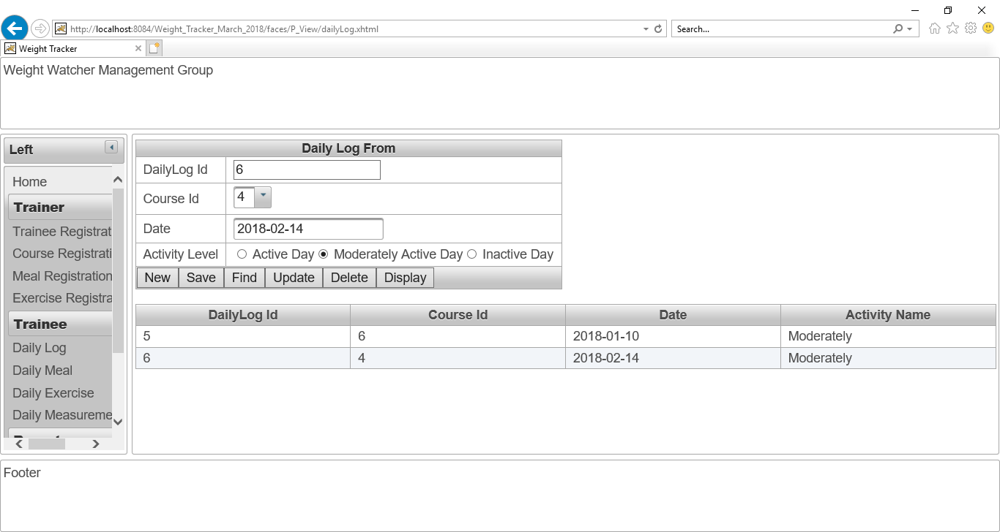 http://localhost:8084/Weight_Tracker_March_2018/faces/P_View/dailyLog.xhtml
Search...
Weight Tracker
Weight Watcher Management Group
Left
Home
Trainer
Trainee Registrat
Course Registrati
Meal Registration
Exercise Registra
Trainee
Daily Log
Daily Meal
Daily Exercise
Daily Measureme
Daily Log From
DailyLog Id 6
Course Id 4
Date 2018-02-14
Activity Level Active Day Moderately Active Day Inactive Day
New Save Find Update Delete Display
DailyLog Id Course Id Date Activity Name
5 6 2018-01-10 Moderately
6 4 2018-02-14 Moderately
Footer